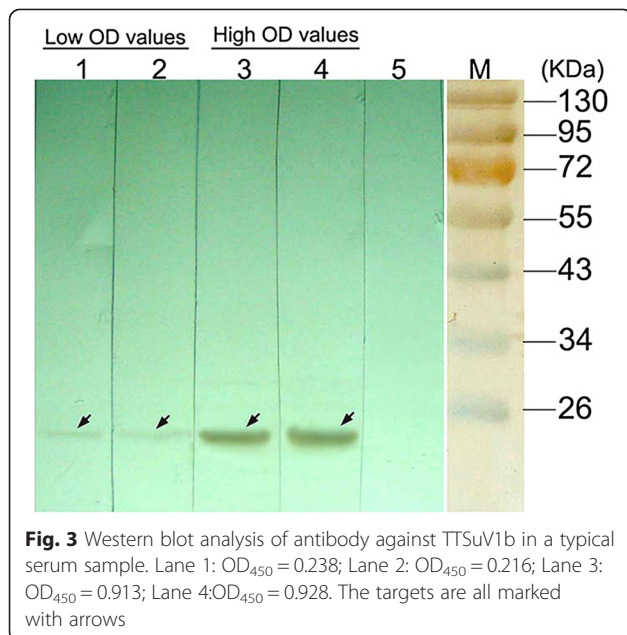 Low OD values High OD values
1 2 3 4 5 M (KDa)
130
95
72
55
43
34
26
Fig. 3 Western blot analysis of antibody against TTSuV1b in a typical
serum sample. Lane 1: OD₄₅₀ = 0.238; Lane 2: OD₄₅₀ = 0.216; Lane 3:
OD₄₅₀ = 0.913; Lane 4:OD₄₅₀ = 0.928. The targets are all marked
with arrows